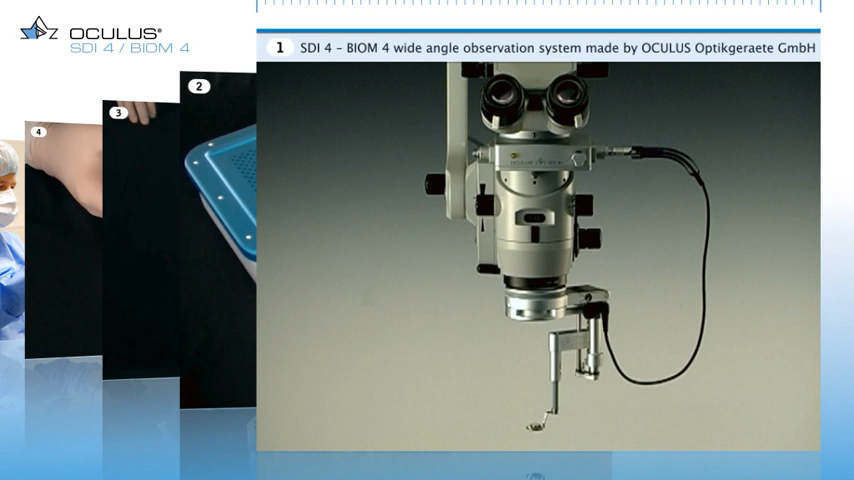 OCULUS®
SDI 4 / BIOM 4
1 SDI 4 – BIOM 4 wide angle observation system made by OCULUS Optikgeraete GmbH
2
3
4